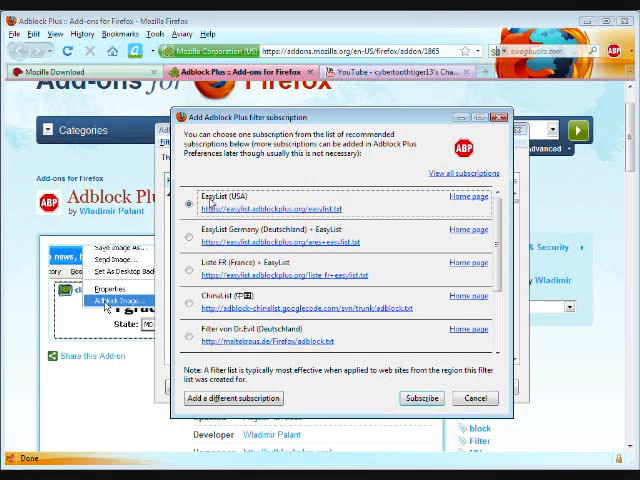 Adblock Plus :: Add-ons for Firefox - Mozilla Firefox
File Edit View History Bookmarks Tools Aviary Help
Mozilla Corporation (US) https://addons.mozilla.org/en-US/firefox/addon/1865
swagbucks.com
Mozilla Download
Adblock Plus :: Add-ons for Firefox
YouTube - cybertoothtiger13's Cha...
Add-ons for Firefox
Categories
Advanced
Add-ons for Firefox
Adblock Plus
by Wladimir Palant
ABP
Save Image As...
Send Image...
Set As Desktop Back
Properties
Adblock Image...
State:
Share this Add-on
Add Adblock Plus filter subscription
You can choose one subscription from the list of recommended
subscriptions below (more subscriptions can be added in Adblock Plus
Preferences later though usually this is not necessary):
ABP
View all subscriptions
EasyList (USA) Home page
https://easylist.adblockplus.org/easylist.txt
EasyList Germany (Deutschland) + EasyList Home page
https://easylist.adblockplus.org/ares+easylist.txt
Liste FR (France) + EasyList Home page
https://easylist.adblockplus.org/liste_fr+easylist.txt
ChinaList (中国) Home page
http://adblock-chinalist.googlecode.com/svn/trunk/adblock.txt
Filter von Dr.Evil (Deutschland) Home page
http://maltekraus.de/Firefox/adblock.txt
Note: A filter list is typically most effective when applied to web sites from the region this filter
list was created for.
Add a different subscription
Subscribe
Cancel
& Security
Wladimir
Developer Wladimir Palant
block
Filter
Done